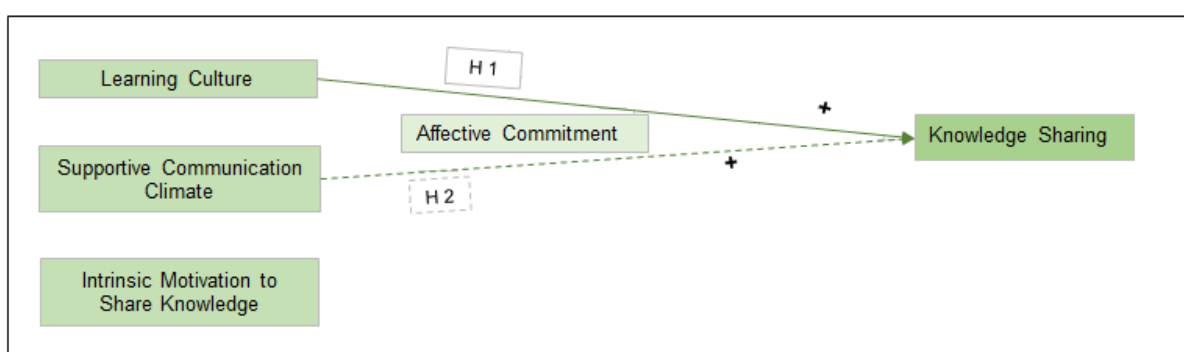 H 1
Learning Culture
+
Affective Commitment
Knowledge Sharing
+
Supportive Communication
Climate
H 2
Intrinsic Motivation to
Share Knowledge